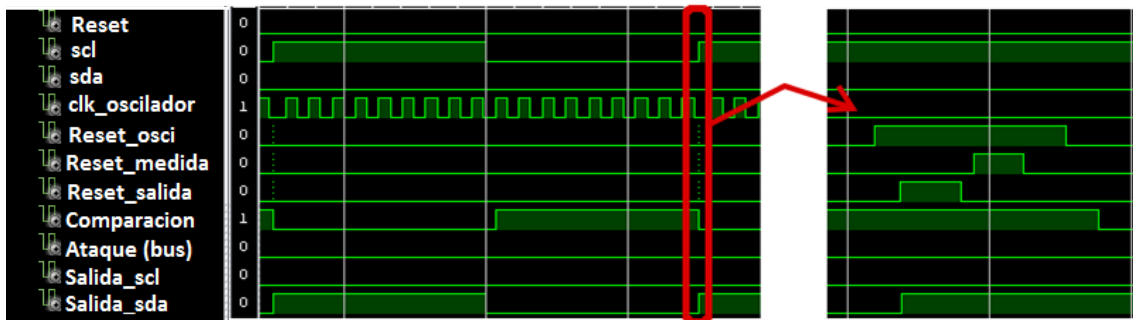 Reset 0
scl 0
sda 0
clk_oscilador 1
Reset_osci 0
Reset_medida 0
Reset_salida 0
Comparacion 1
Ataque (bus) 0
Salida_scl 0
Salida_sda 0